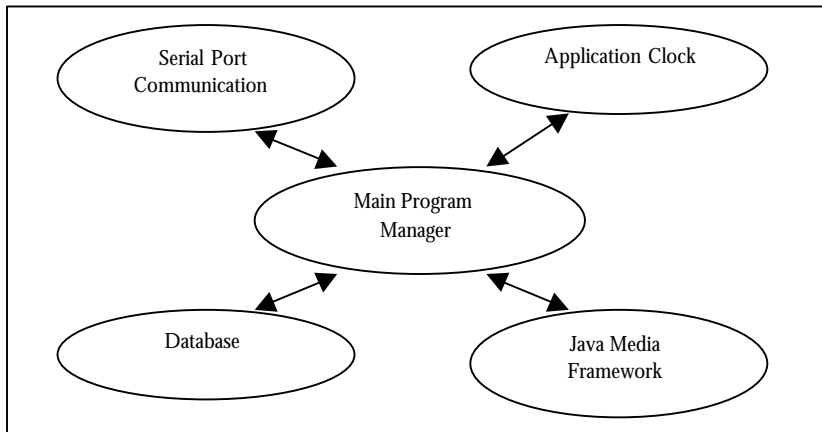 Serial Port
Communication
Application Clock
Main Program
Manager
Database
Java Media
Framework